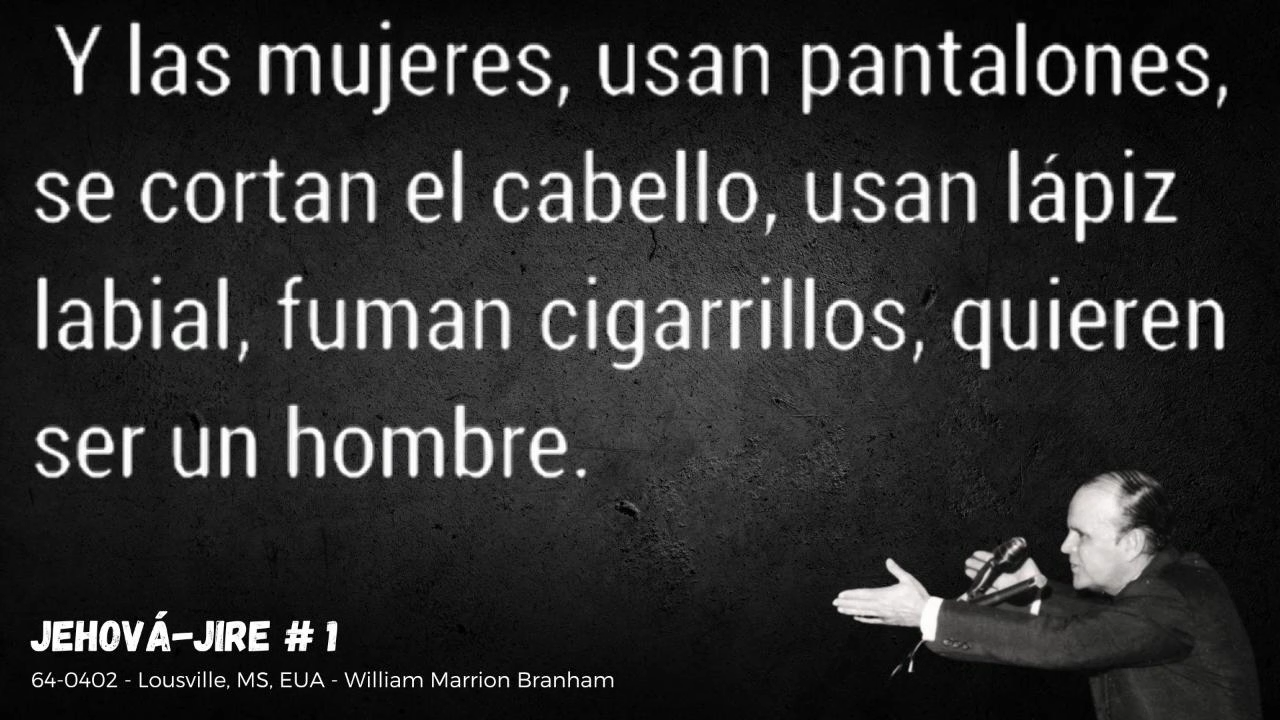 Y las mujeres, usan pantalones,
se cortan el cabello, usan lápiz
labial, fuman cigarrillos, quieren
ser un hombre.
JEHOVÁ-JIRE # 1
64-0402 - Lousville, MS, EUA - William Marrion Branham